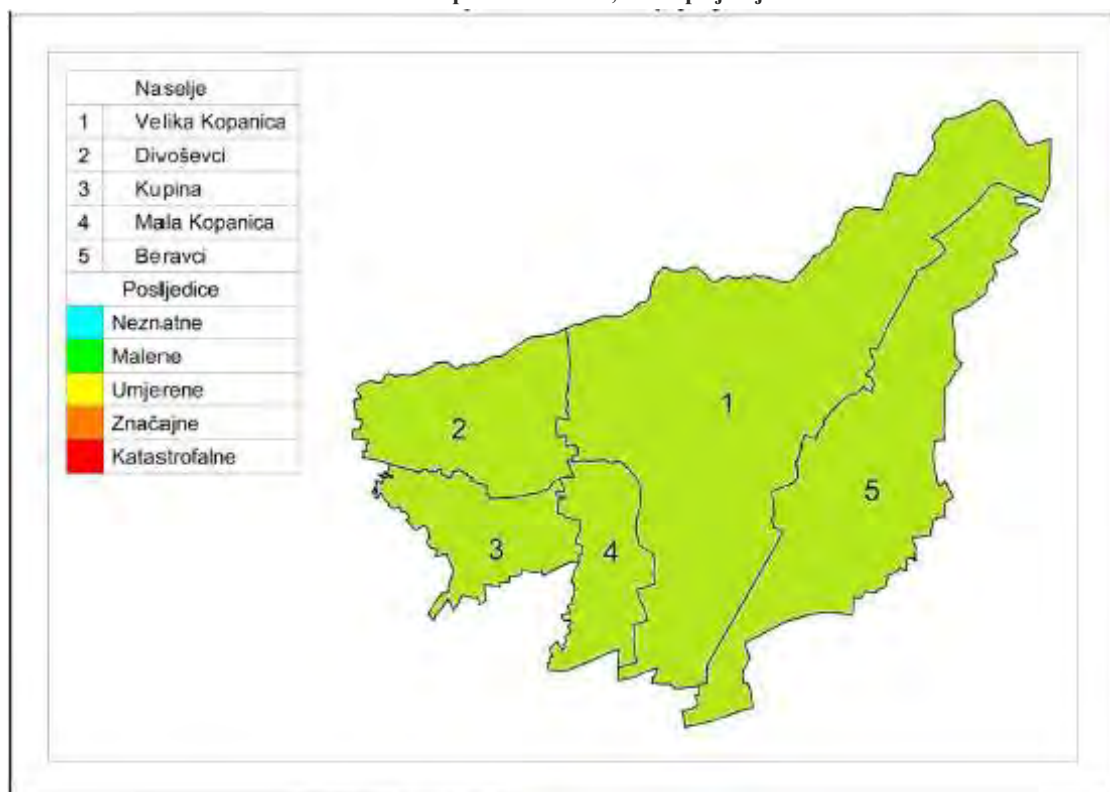 Naselje
1 Velika Kopanica
2 Divoševci
3 Kupina
4 Mala Kopanica
5 Beravci
Posljedice
Neznatne
Malene
Umjerene
Značajne
Katastrofalne
1
2
5
3
4